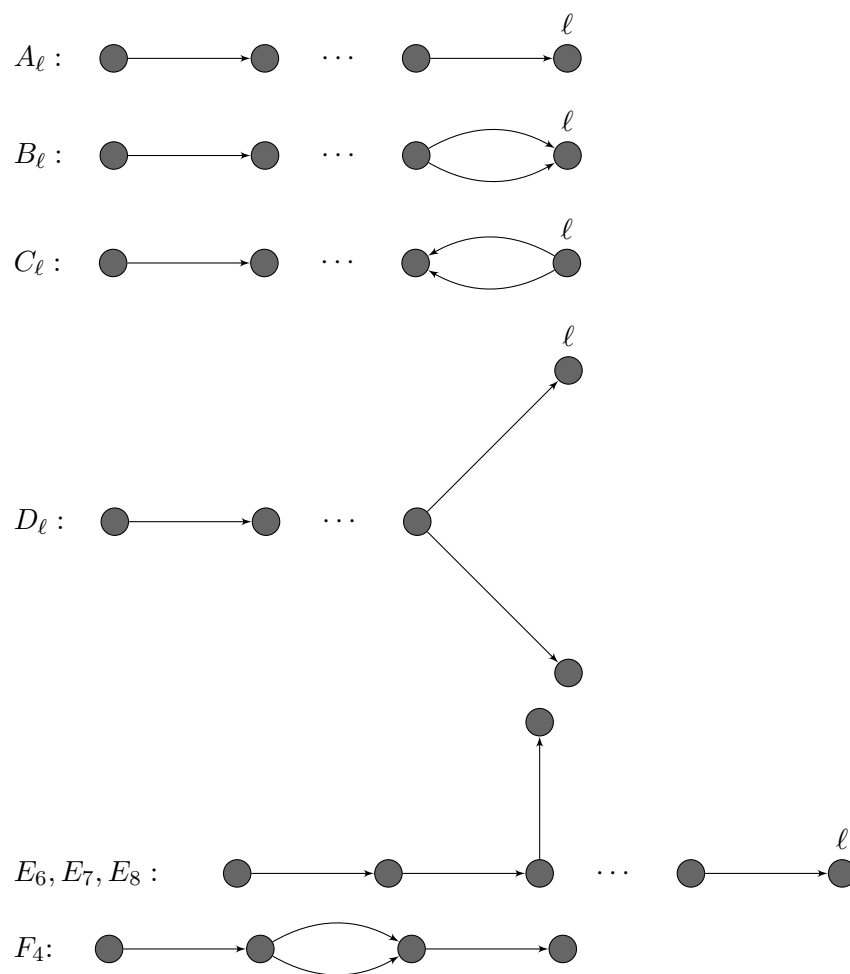 ℓ
A_ℓ : ⋯
ℓ
B_ℓ : ⋯
ℓ
C_ℓ : ⋯
ℓ
D_ℓ : ⋯
ℓ
E_6, E_7, E_8 : ⋯
F_4: